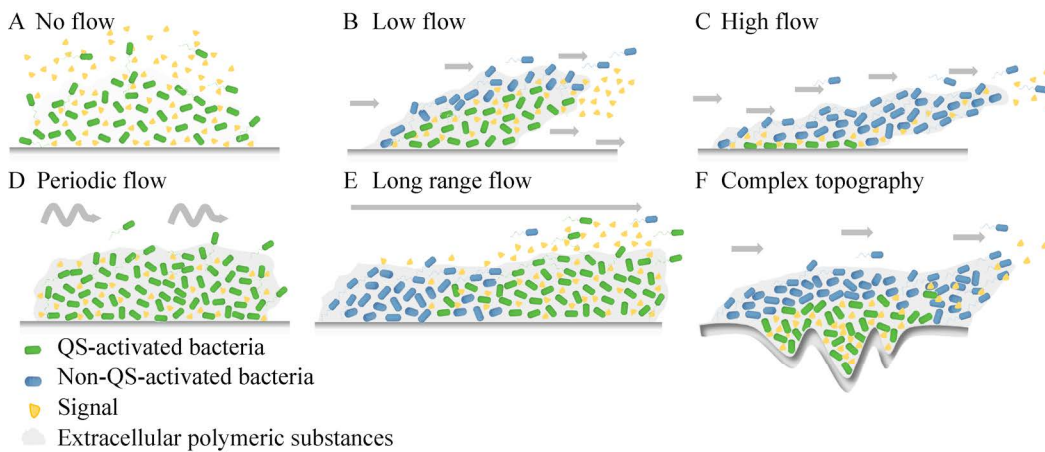 A No flow
B Low flow
C High flow
D Periodic flow
E Long range flow
F Complex topography
QS-activated bacteria
Non-QS-activated bacteria
Signal
Extracellular polymeric substances